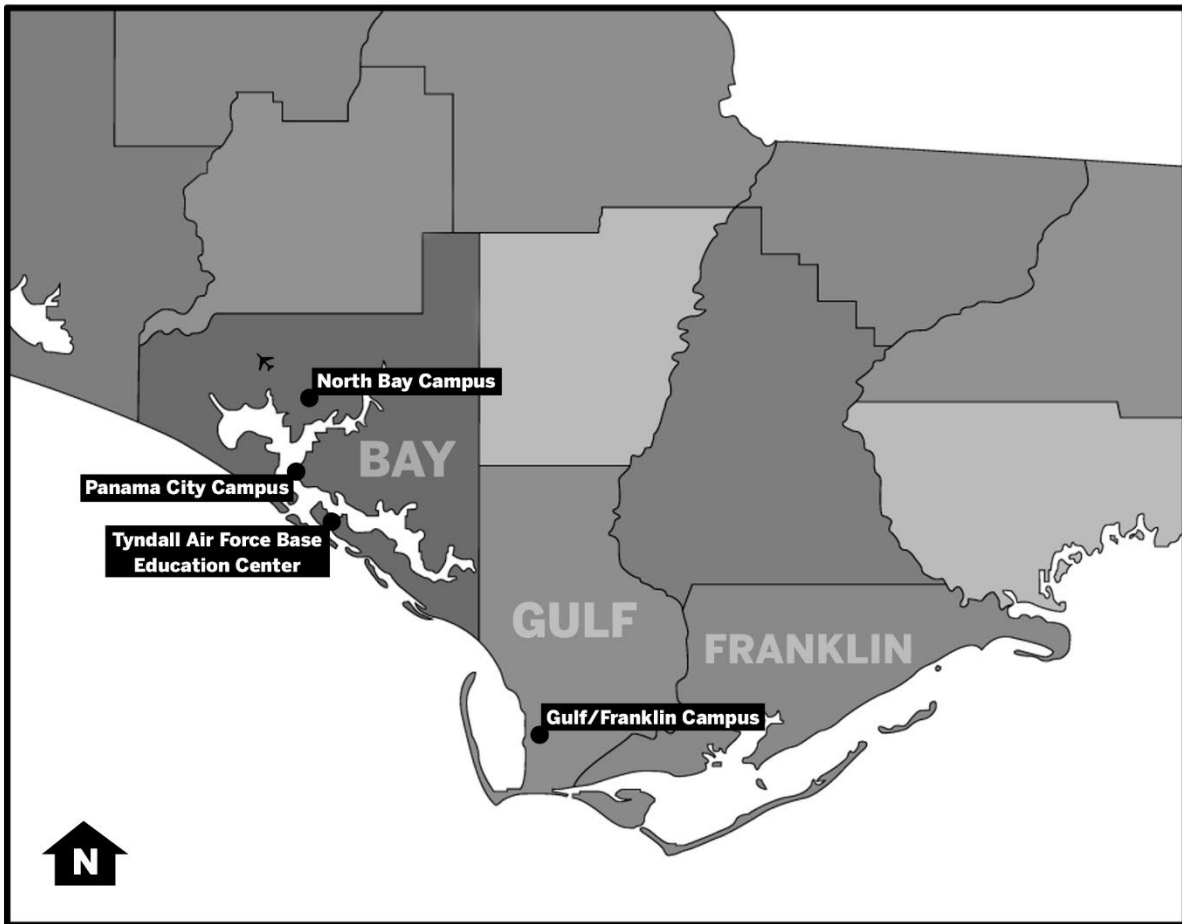 North Bay Campus
BAY
Panama City Campus
Tyndall Air Force Base
Education Center
GULF
FRANKLIN
Gulf/Franklin Campus
N